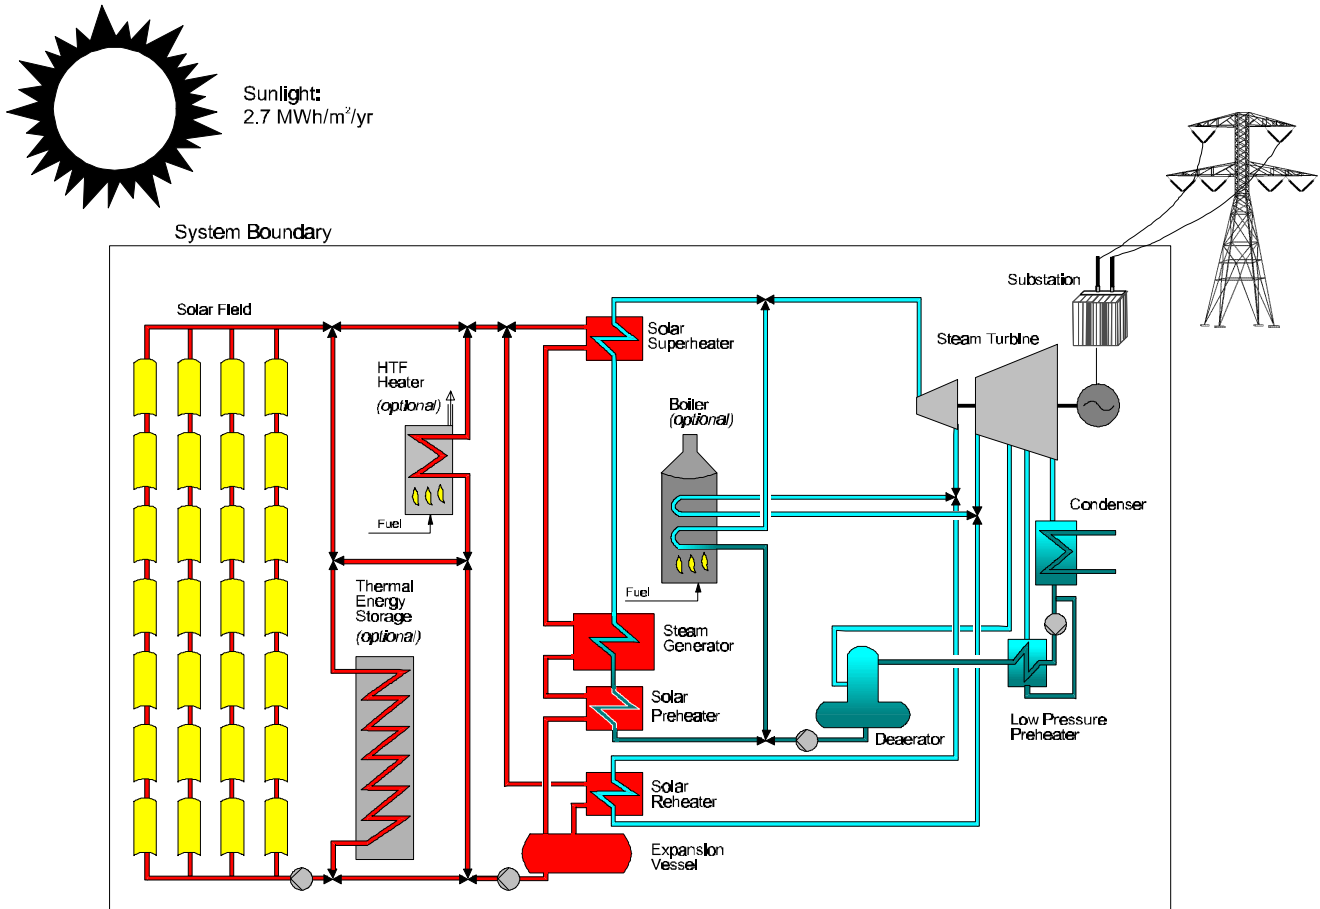 Sunlight:
2.7 MWh/m²/yr
System Boundary
Substation
Solar Field
Solar
Superheater
Steam Turbine
HTF
Heater
(optional)
Boiler
(optional)
Fuel
Condenser
Thermal
Energy
Storage
(optional)
Fuel
Steam
Generator
Solar
Preheater
Low Pressure
Preheater
Deaerator
Solar
Reheater
Expansion
Vessel